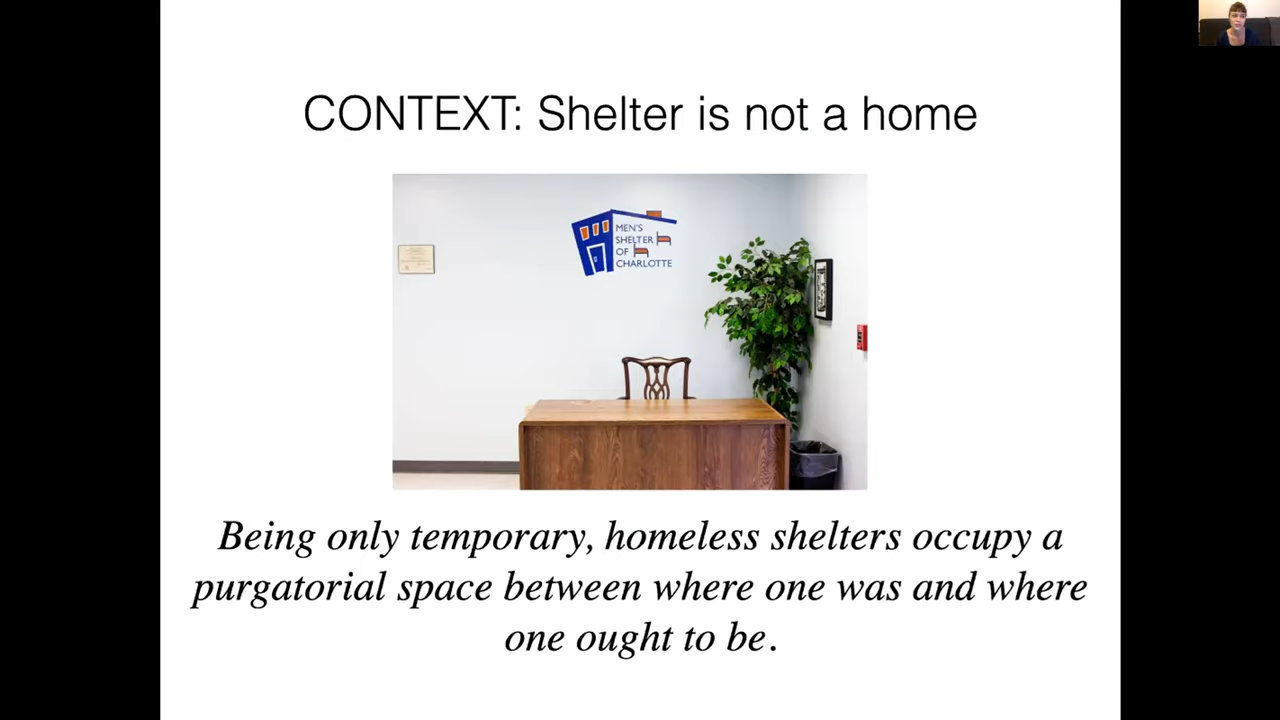 CONTEXT: Shelter is not a home
MEN'S
SHELTER
OF
CHARLOTTE
Being only temporary, homeless shelters occupy a
purgatorial space between where one was and where
one ought to be.